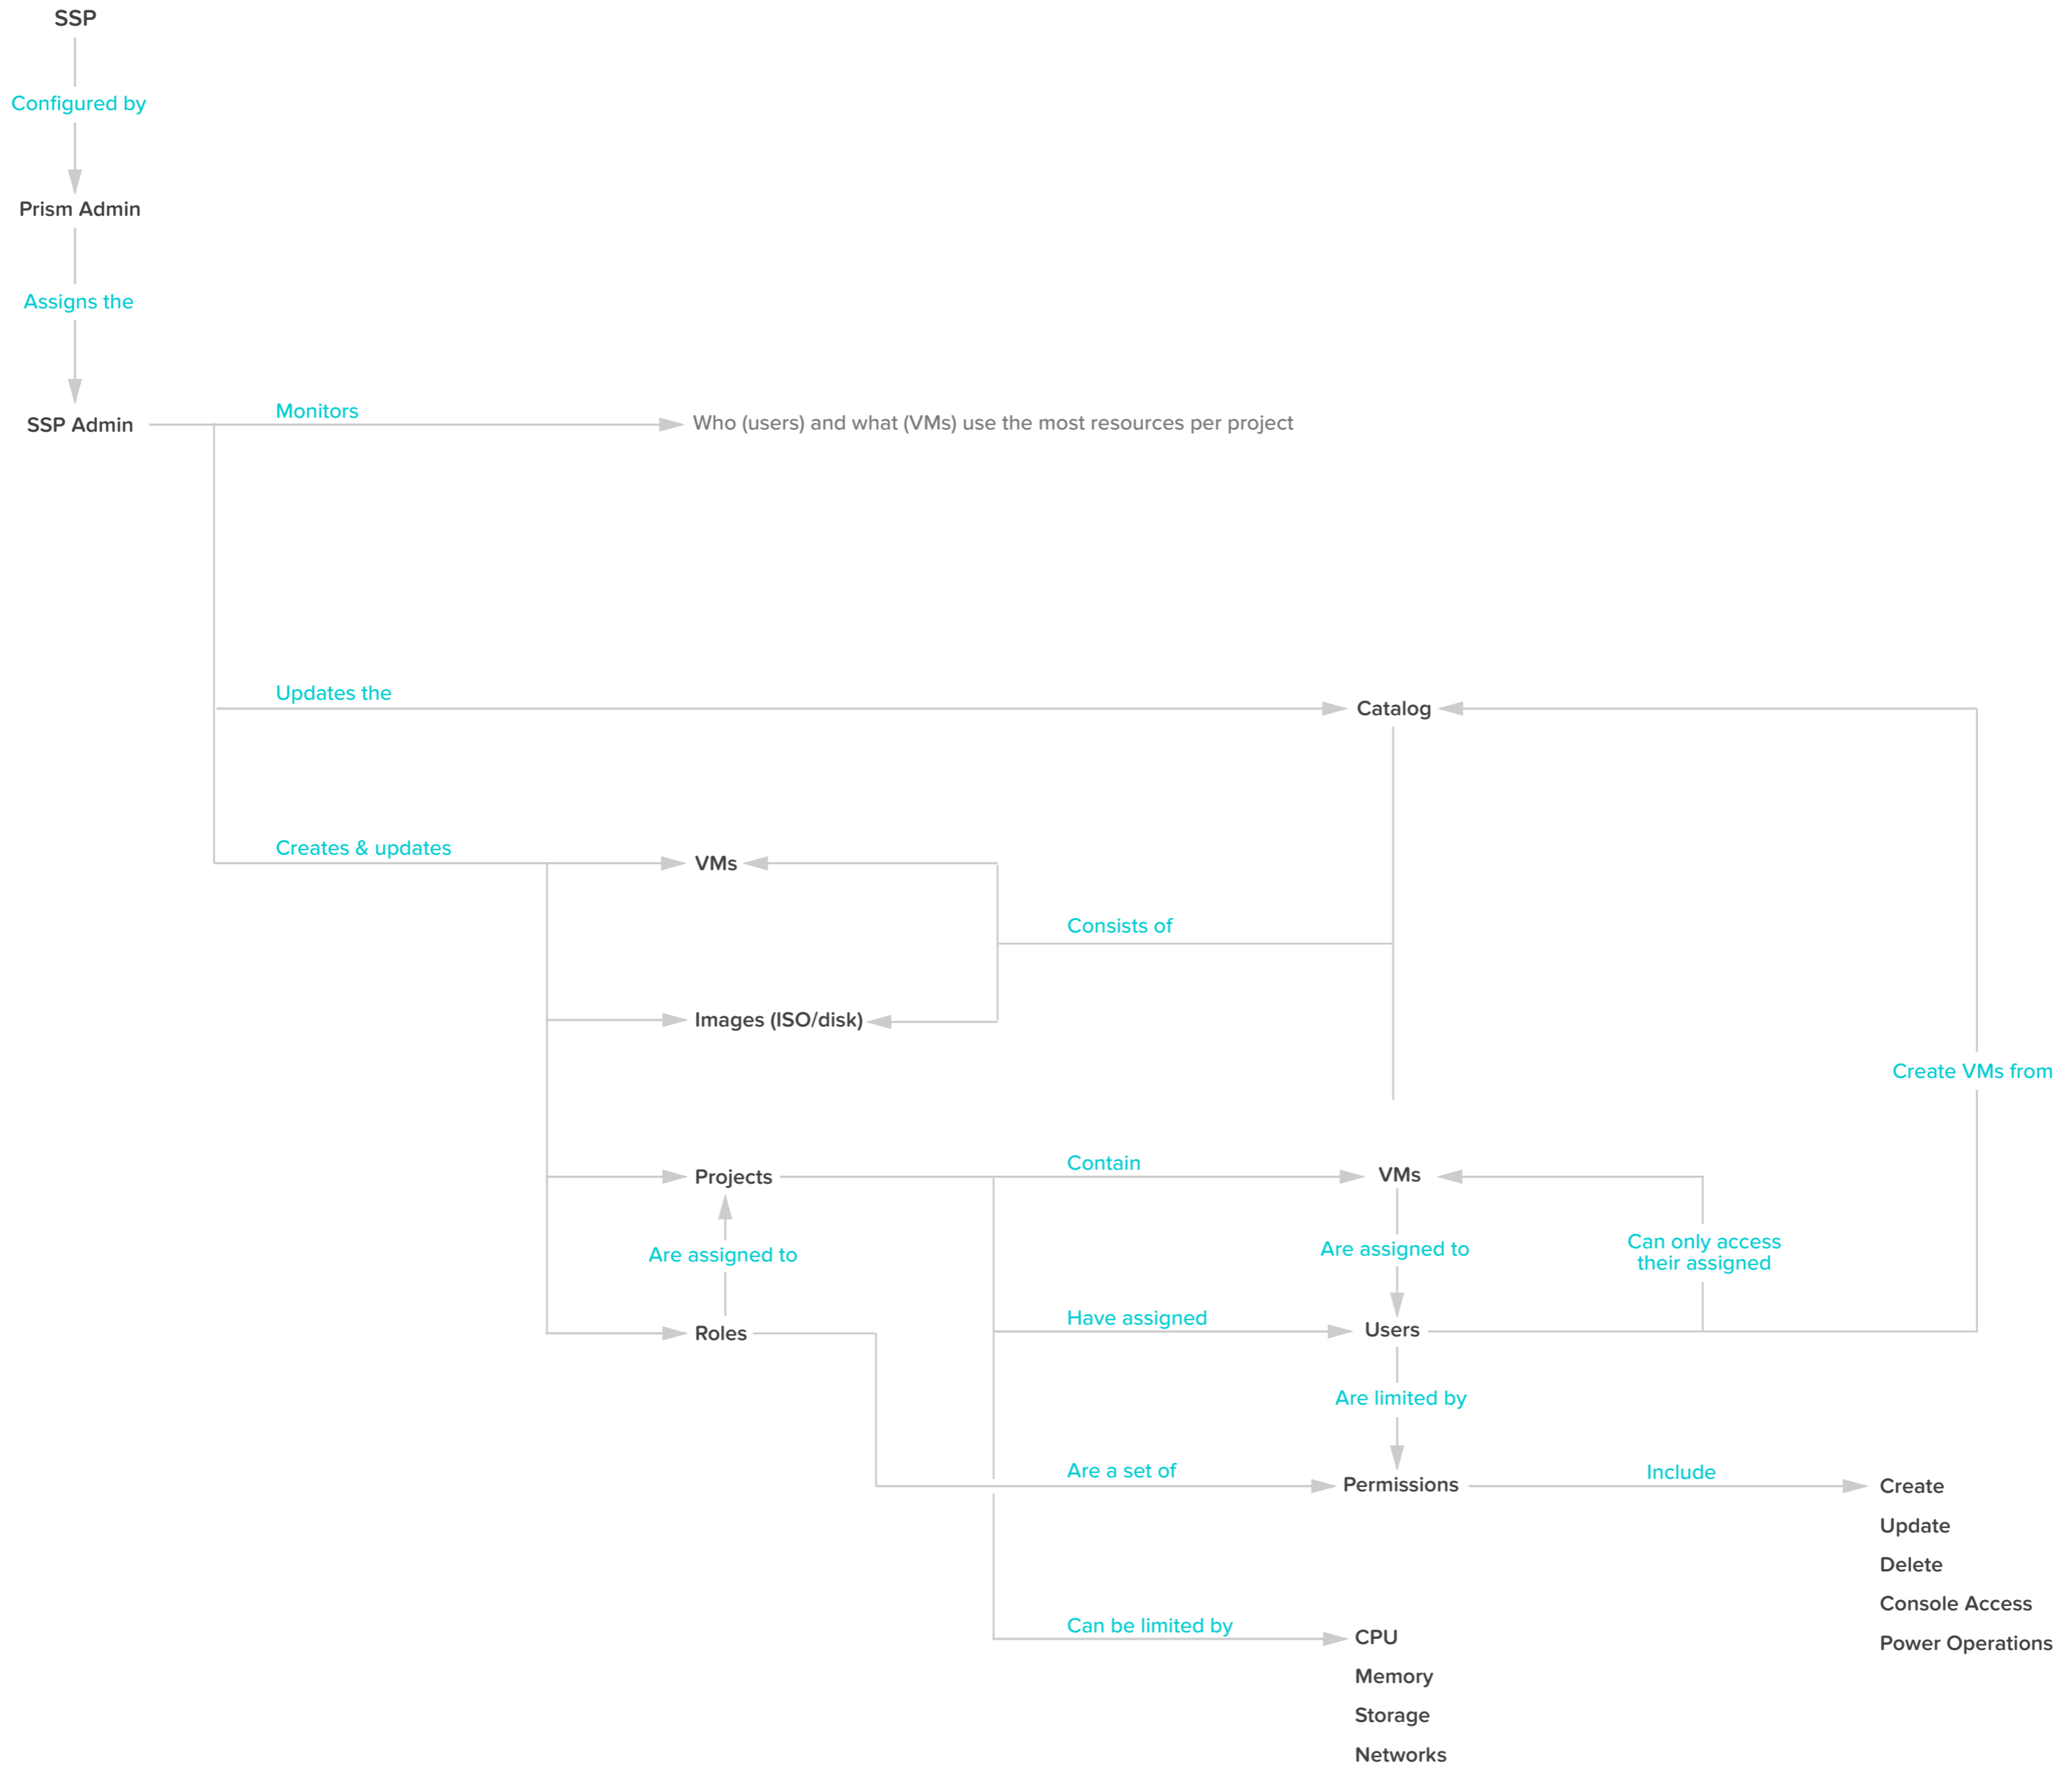 SSP
Configured by
Prism Admin
Assigns the
SSP Admin
Monitors
Who (users) and what (VMs) use the most resources per project
Updates the
Catalog
Creates & updates
VMs
Consists of
Images (ISO/disk)
Create VMs from
Projects
Contain
VMs
Are assigned to
Are assigned to
Can only access
their assigned
Roles
Have assigned
Users
Are limited by
Are a set of
Permissions
Include
Create
Update
Delete
Console Access
Power Operations
Can be limited by
CPU
Memory
Storage
Networks